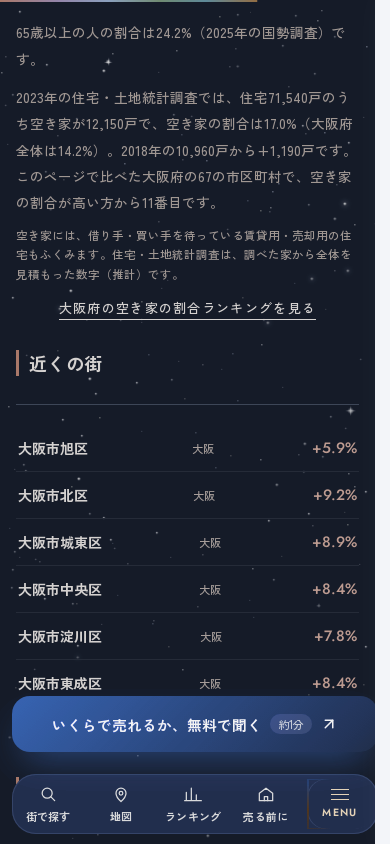 65歳以上の人の割合は24.2%（2025年の国勢調査）で
す。
2023年の住宅・土地統計調査では、住宅71,540戸のう
ち空き家が12,150戸で、空き家の割合は17.0%（大阪府
全体は14.2%）。2018年の10,960戸から+1,190戸です。
このページで比べた大阪府の67の市区町村で、空き家
の割合が高い方から11番目です。
空き家には、借り手・買い手を待っている賃貸用・売却用の住
宅もふくみます。住宅・土地統計調査は、調べた家から全体を
見積もった数字（推計）です。
大阪府の空き家の割合ランキングを見る
近くの街
大阪市旭区 大阪 +5.9%
大阪市北区 大阪 +9.2%
大阪市城東区 大阪 +8.9%
大阪市中央区 大阪 +8.4%
大阪市淀川区 大阪 +7.8%
大阪市東成区 大阪 +8.4%
いくらで売れるか、無料で聞く 約1分
街で探す 地図 ランキング 売る前に MENU